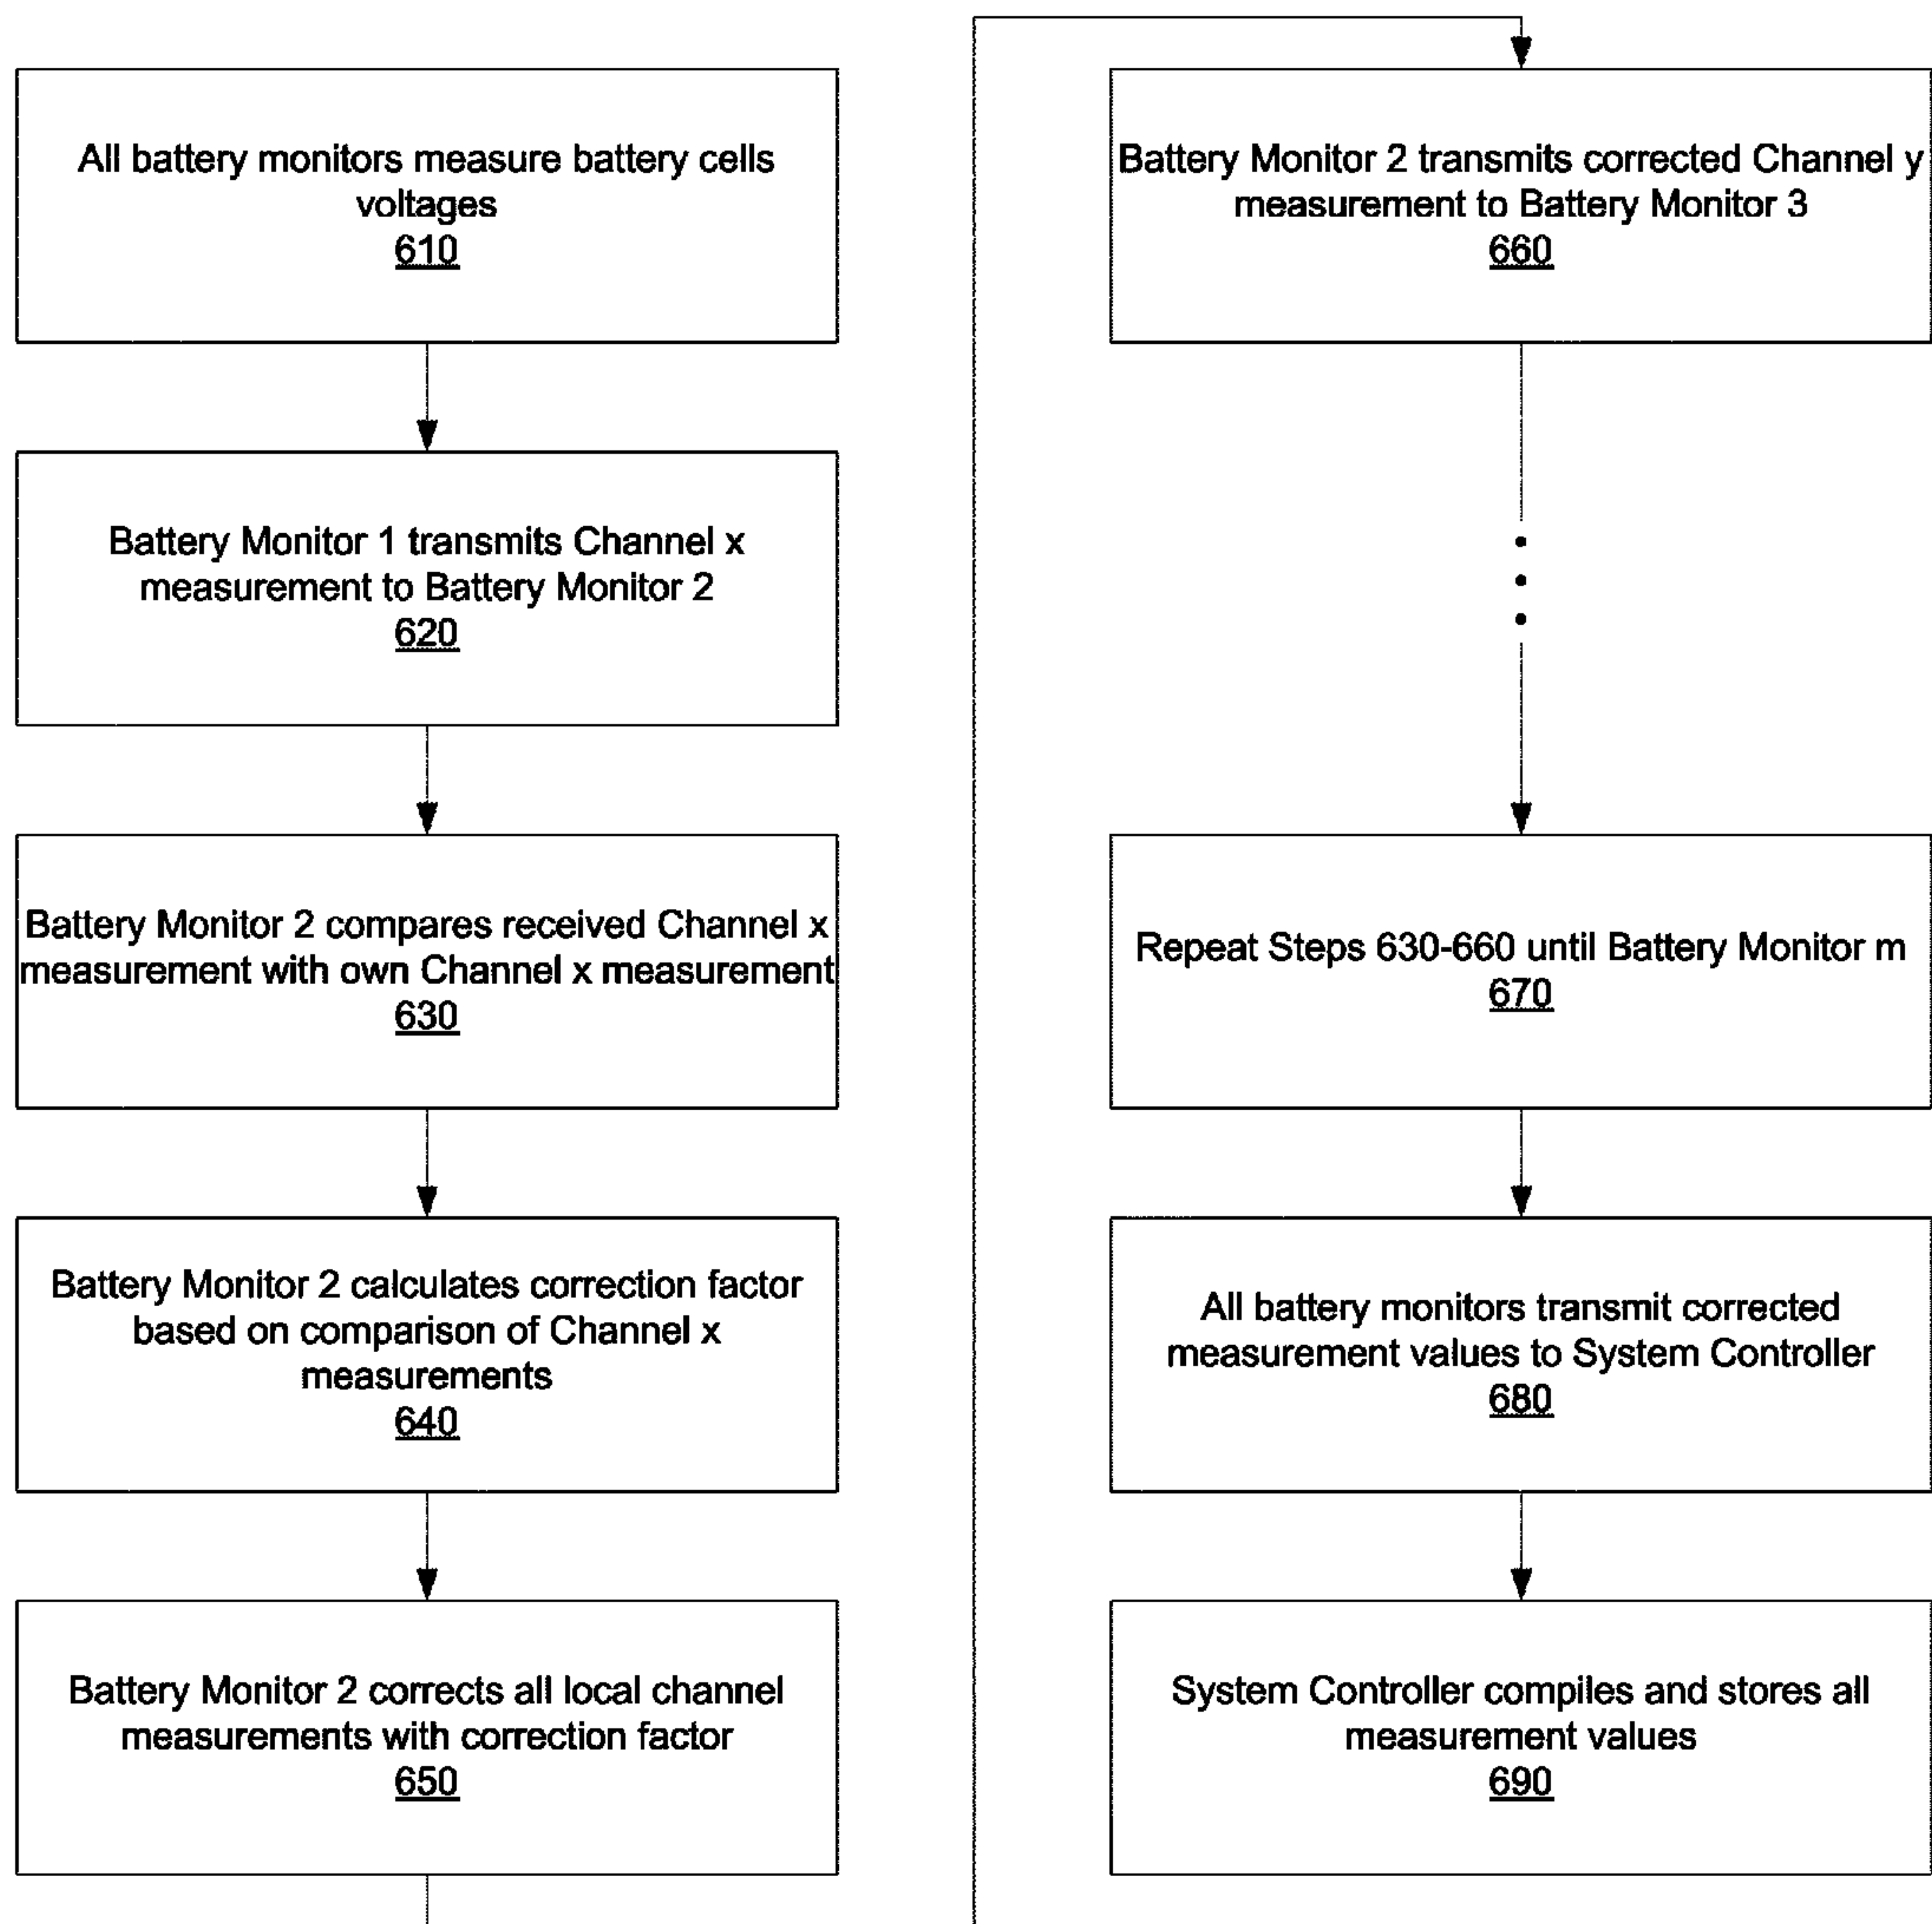 All battery monitors measure battery cells
voltages
610
Battery Monitor 1 transmits Channel x
measurement to Battery Monitor 2
620
Battery Monitor 2 compares received Channel x
measurement with own Channel x measurement
630
Battery Monitor 2 calculates correction factor
based on comparison of Channel x
measurements
640
Battery Monitor 2 corrects all local channel
measurements with correction factor
650
Battery Monitor 2 transmits corrected Channel y
measurement to Battery Monitor 3
660
Repeat Steps 630-660 until Battery Monitor m
670
All battery monitors transmit corrected
measurement values to System Controller
680
System Controller compiles and stores all
measurement values
690